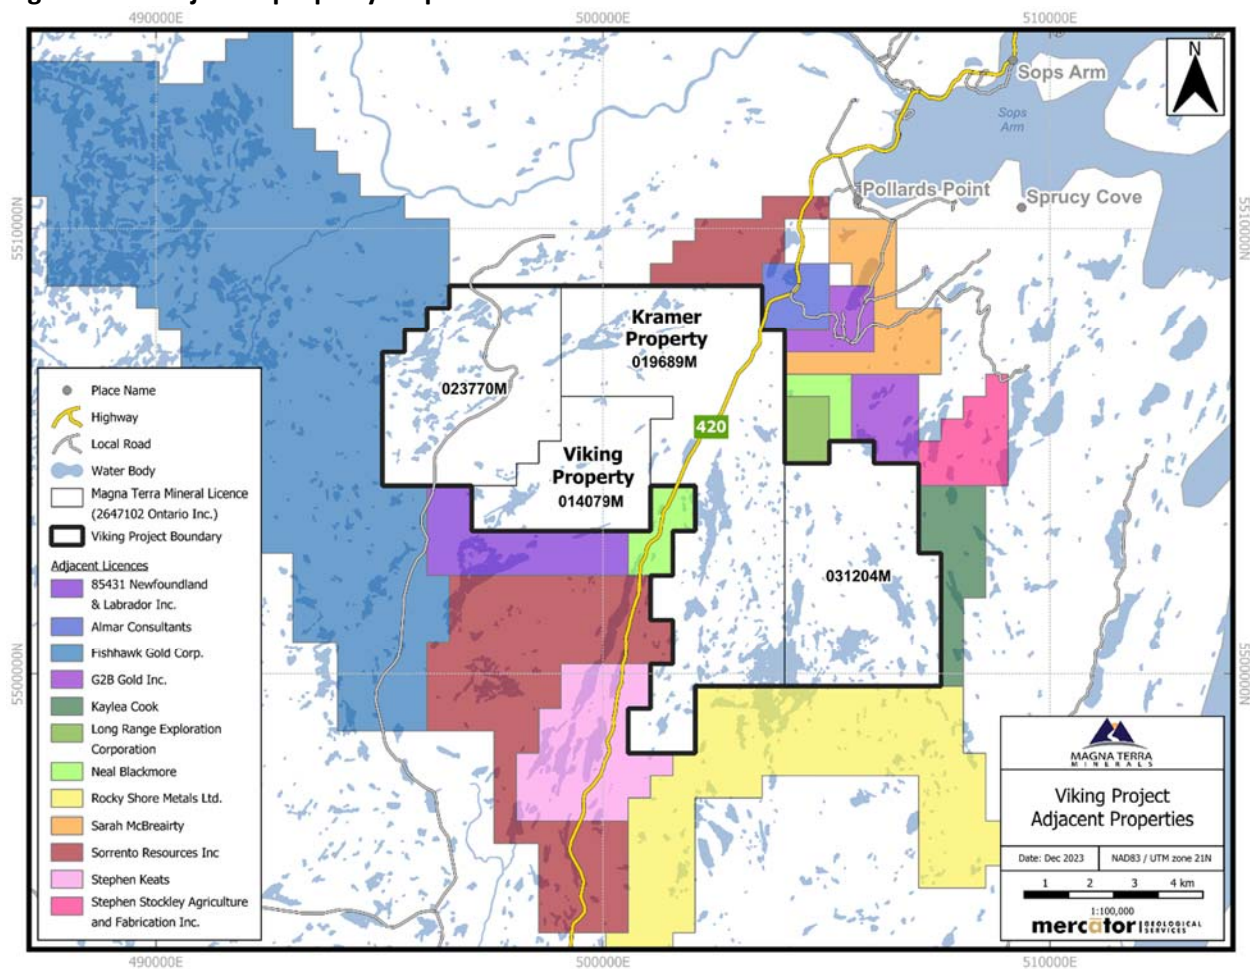 490000E
500000E
510000E
N
Sops Arm
Sops
Arm
Pollards Point
Sprucy Cove
5510000N
5510000N
Kramer
Property
019689M
023770M
420
Viking
Property
014079M
031204M
5500000N
5500000N
Place Name
Highway
Local Road
Water Body
Magna Terra Mineral Licence
(2647102 Ontario Inc.)
Viking Project Boundary
Adjacent Licences
85431 Newfoundland
& Labrador Inc.
Almar Consultants
Fishhawk Gold Corp.
G2B Gold Inc.
Kaylea Cook
Long Range Exploration
Corporation
Neal Blackmore
Rocky Shore Metals Ltd.
Sarah McBreairty
Sorrento Resources Inc
Stephen Keats
Stephen Stockley Agriculture
and Fabrication Inc.
MAGNA TERRA
MINERALS
Viking Project
Adjacent Properties
Date: Dec 2023
NAD83 / UTM zone 21N
1 2 3 4 km
1:100,000
mercator GEOLOGICAL
SERVICES
490000E
500000E
510000E